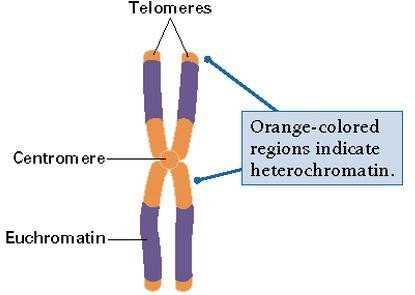 Telomeres
Orange-colored
regions indicate
heterochromatin.
Centromere
Euchromatin